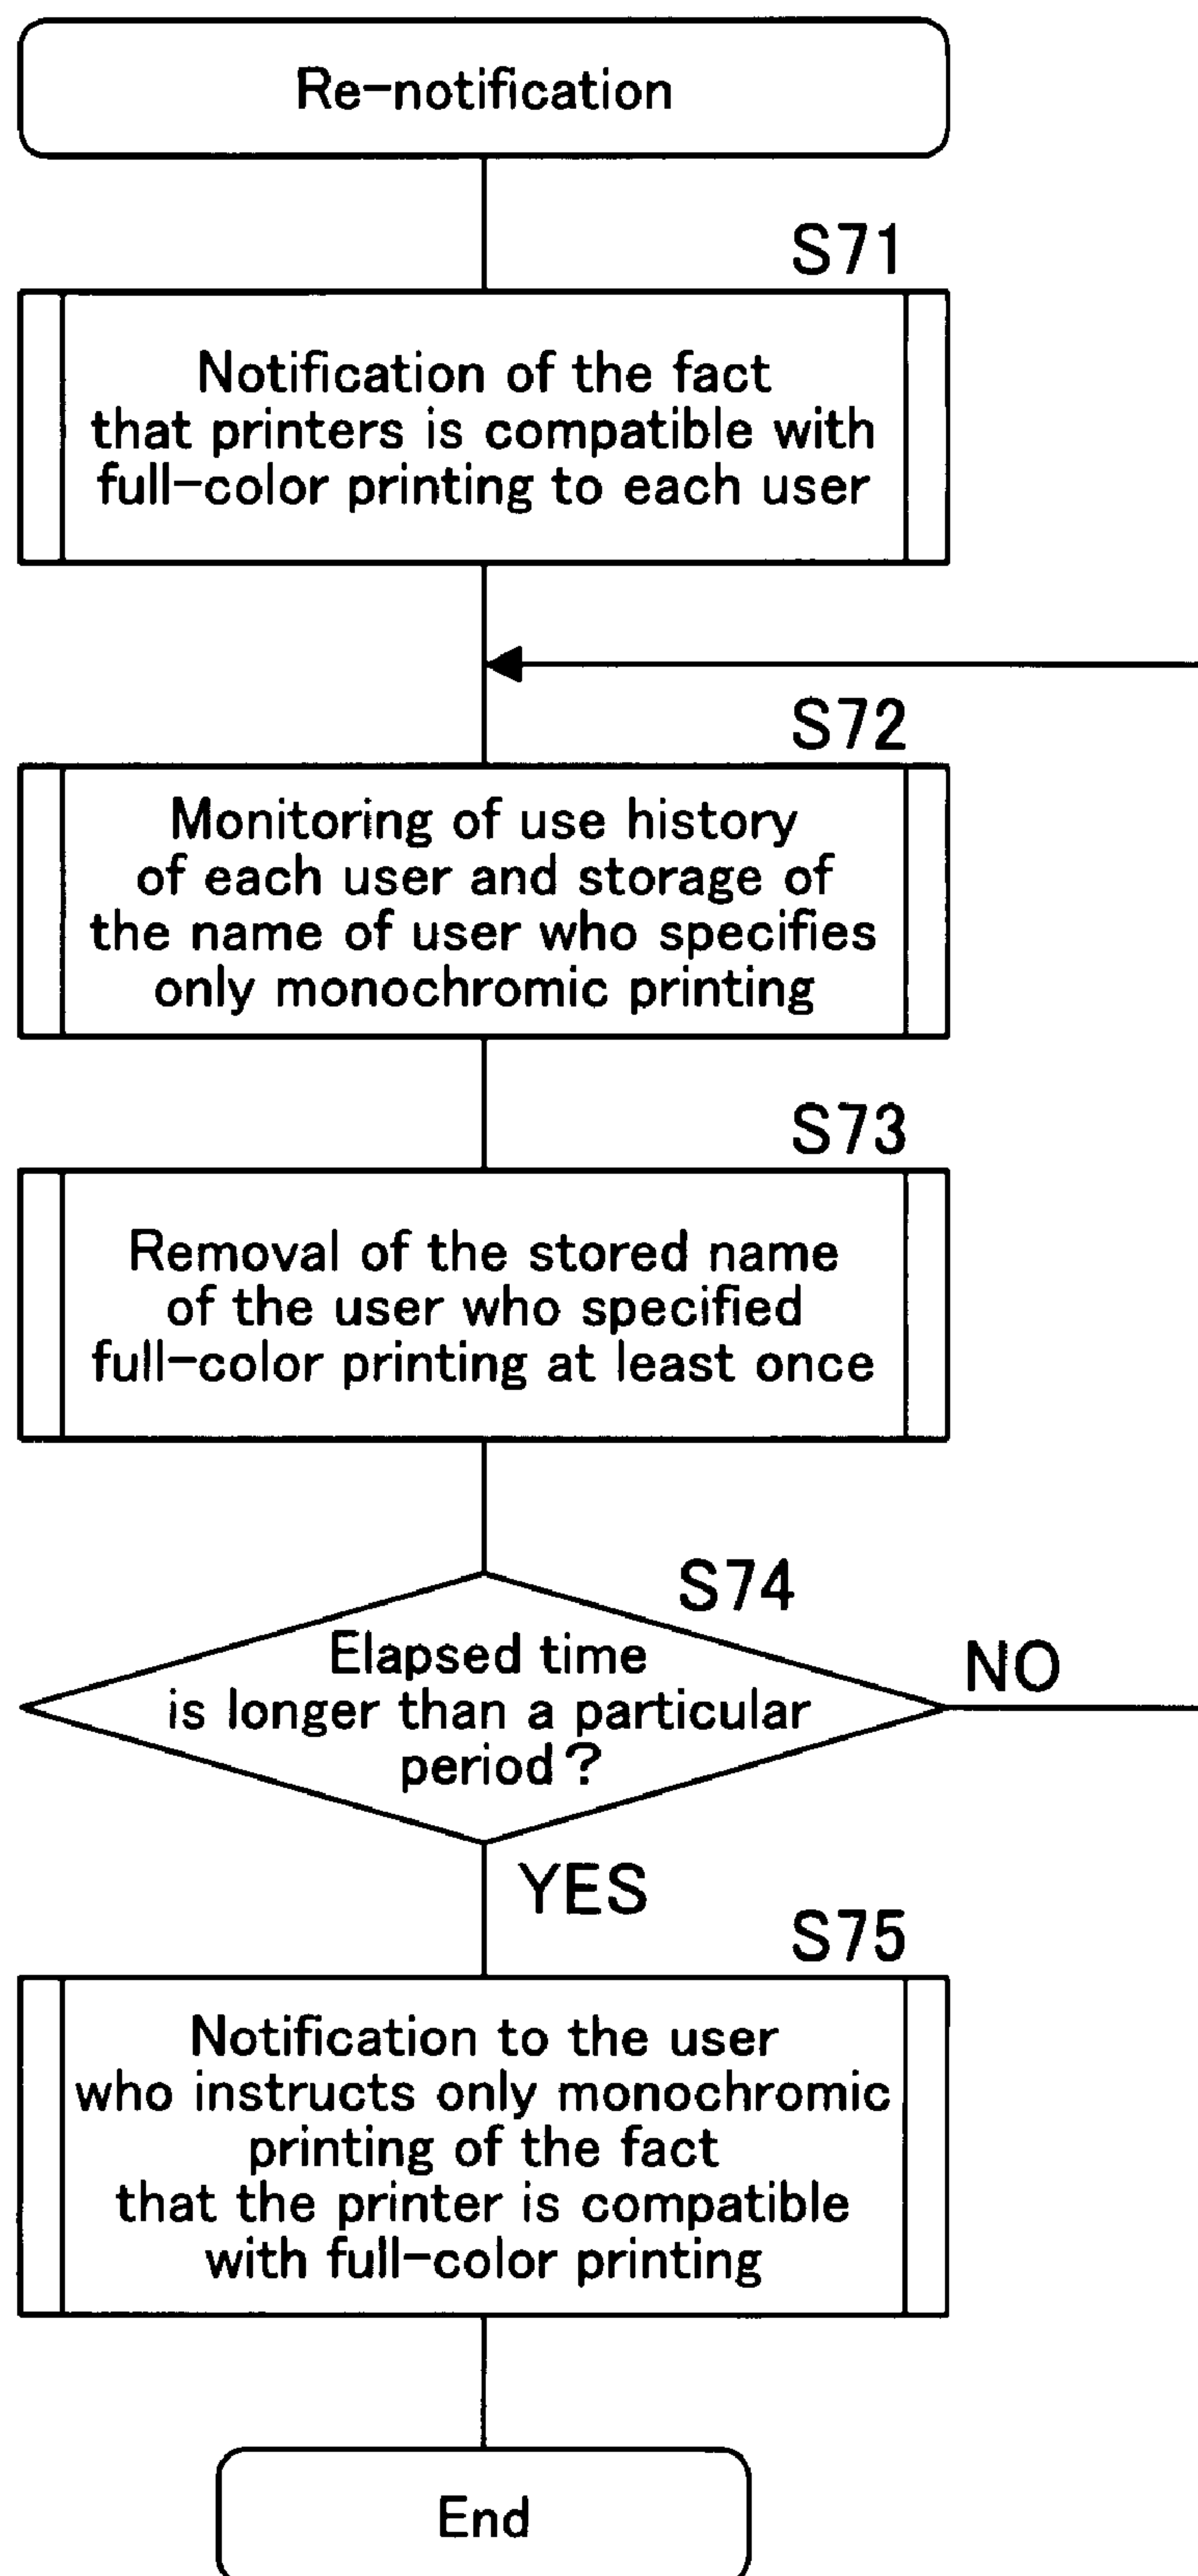 Re-notification
S71
Notification of the fact
that printers is compatible with
full-color printing to each user
S72
Monitoring of use history
of each user and storage of
the name of user who specifies
only monochromic printing
S73
Removal of the stored name
of the user who specified
full-color printing at least once
S74
Elapsed time
is longer than a particular
period?
NO
YES
S75
Notification to the user
who instructs only monochromic
printing of the fact
that the printer is compatible
with full-color printing
End